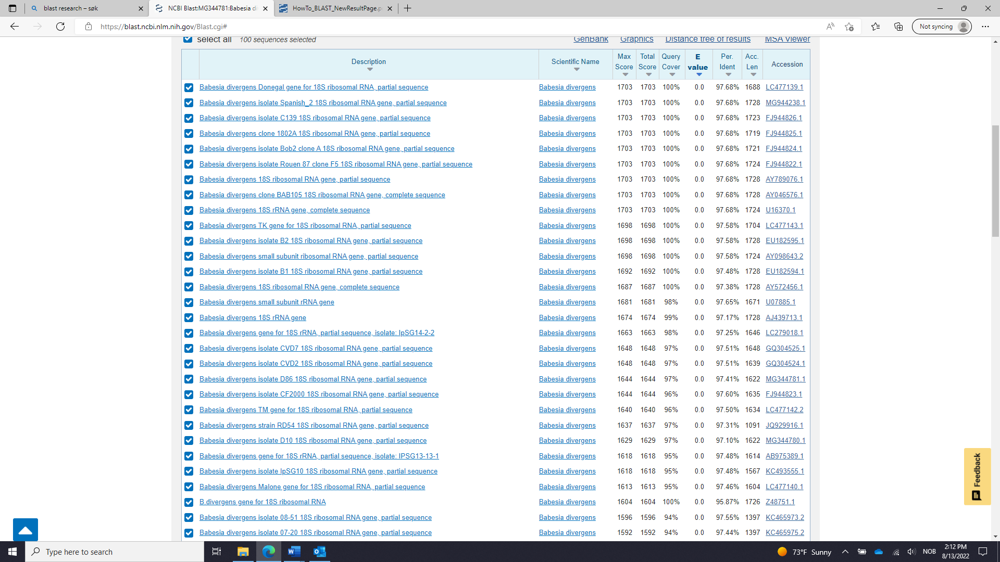 blast research – søk
NCBI Blast:MG344781:Babesia di
HowTo_BLAST_NewResultPage.p
https://blast.ncbi.nlm.nih.gov/Blast.cgi#
Not syncing
select all 100 sequences selected GenBank Graphics Distance tree of results MSA Viewer
Description Scientific Name Max Score Total Score Query Cover E value Per. Ident Acc. Len Accession
Babesia divergens Donegal gene for 18S ribosomal RNA, partial sequence Babesia divergens 1703 1703 100% 0.0 97.68% 1688 LC477139.1
Babesia divergens isolate Spanish_2 18S ribosomal RNA gene, partial sequence Babesia divergens 1703 1703 100% 0.0 97.68% 1728 MG944238.1
Babesia divergens isolate C139 18S ribosomal RNA gene, partial sequence Babesia divergens 1703 1703 100% 0.0 97.68% 1723 FJ944826.1
Babesia divergens clone 1802A 18S ribosomal RNA gene, partial sequence Babesia divergens 1703 1703 100% 0.0 97.68% 1719 FJ944825.1
Babesia divergens isolate Bob2 clone A 18S ribosomal RNA gene, partial sequence Babesia divergens 1703 1703 100% 0.0 97.68% 1721 FJ944824.1
Babesia divergens isolate Rouen 87 clone F5 18S ribosomal RNA gene, partial sequence Babesia divergens 1703 1703 100% 0.0 97.68% 1724 FJ944822.1
Babesia divergens 18S ribosomal RNA gene, partial sequence Babesia divergens 1703 1703 100% 0.0 97.68% 1728 AY789076.1
Babesia divergens clone BAB105 18S ribosomal RNA gene, complete sequence Babesia divergens 1703 1703 100% 0.0 97.68% 1728 AY046576.1
Babesia divergens 18S rRNA gene, complete sequence Babesia divergens 1703 1703 100% 0.0 97.68% 1724 U16370.1
Babesia divergens TK gene for 18S ribosomal RNA, partial sequence Babesia divergens 1698 1698 100% 0.0 97.58% 1704 LC477143.1
Babesia divergens isolate B2 18S ribosomal RNA gene, partial sequence Babesia divergens 1698 1698 100% 0.0 97.58% 1728 EU182595.1
Babesia divergens small subunit ribosomal RNA gene, partial sequence Babesia divergens 1698 1698 100% 0.0 97.58% 1724 AY098643.2
Babesia divergens isolate B1 18S ribosomal RNA gene, partial sequence Babesia divergens 1692 1692 100% 0.0 97.48% 1728 EU182594.1
Babesia divergens 18S ribosomal RNA gene, complete sequence Babesia divergens 1687 1687 100% 0.0 97.38% 1728 AY572456.1
Babesia divergens small subunit rRNA gene Babesia divergens 1681 1681 98% 0.0 97.65% 1671 U07885.1
Babesia divergens 18S rRNA gene Babesia divergens 1674 1674 99% 0.0 97.17% 1728 AJ439713.1
Babesia divergens gene for 18S rRNA, partial sequence, isolate: IpSG14-2-2 Babesia divergens 1663 1663 98% 0.0 97.25% 1646 LC279018.1
Babesia divergens isolate CVD7 18S ribosomal RNA gene, partial sequence Babesia divergens 1648 1648 97% 0.0 97.51% 1648 GQ304525.1
Babesia divergens isolate CVD2 18S ribosomal RNA gene, partial sequence Babesia divergens 1648 1648 97% 0.0 97.51% 1639 GQ304524.1
Babesia divergens isolate D86 18S ribosomal RNA gene, partial sequence Babesia divergens 1644 1644 97% 0.0 97.41% 1622 MG344781.1
Babesia divergens isolate CF2000 18S ribosomal RNA gene, partial sequence Babesia divergens 1644 1644 96% 0.0 97.60% 1635 FJ944823.1
Babesia divergens TM gene for 18S ribosomal RNA, partial sequence Babesia divergens 1640 1640 96% 0.0 97.50% 1634 LC477142.2
Babesia divergens strain RD54 18S ribosomal RNA gene, partial sequence Babesia divergens 1637 1637 97% 0.0 97.31% 1091 JQ929916.1
Babesia divergens isolate D10 18S ribosomal RNA gene, partial sequence Babesia divergens 1629 1629 97% 0.0 97.10% 1622 MG344780.1
Babesia divergens gene for 18S rRNA, partial sequence, isolate: IPSG13-13-1 Babesia divergens 1618 1618 95% 0.0 97.48% 1614 AB975389.1
Babesia divergens isolate IpSG10 18S ribosomal RNA gene, partial sequence Babesia divergens 1618 1618 95% 0.0 97.48% 1567 KC493555.1
Babesia divergens Malone gene for 18S ribosomal RNA, partial sequence Babesia divergens 1613 1613 95% 0.0 97.46% 1604 LC477140.1
B.divergens gene for 18S ribosomal RNA Babesia divergens 1604 1604 100% 0.0 95.87% 1726 Z48751.1
Babesia divergens isolate 08-51 18S ribosomal RNA gene, partial sequence Babesia divergens 1596 1596 94% 0.0 97.55% 1397 KC465973.2
Babesia divergens isolate 07-20 18S ribosomal RNA gene, partial sequence Babesia divergens 1592 1592 94% 0.0 97.44% 1397 KC465975.2
Feedback
Type here to search
73°F Sunny
NOB
2:12 PM
8/13/2022